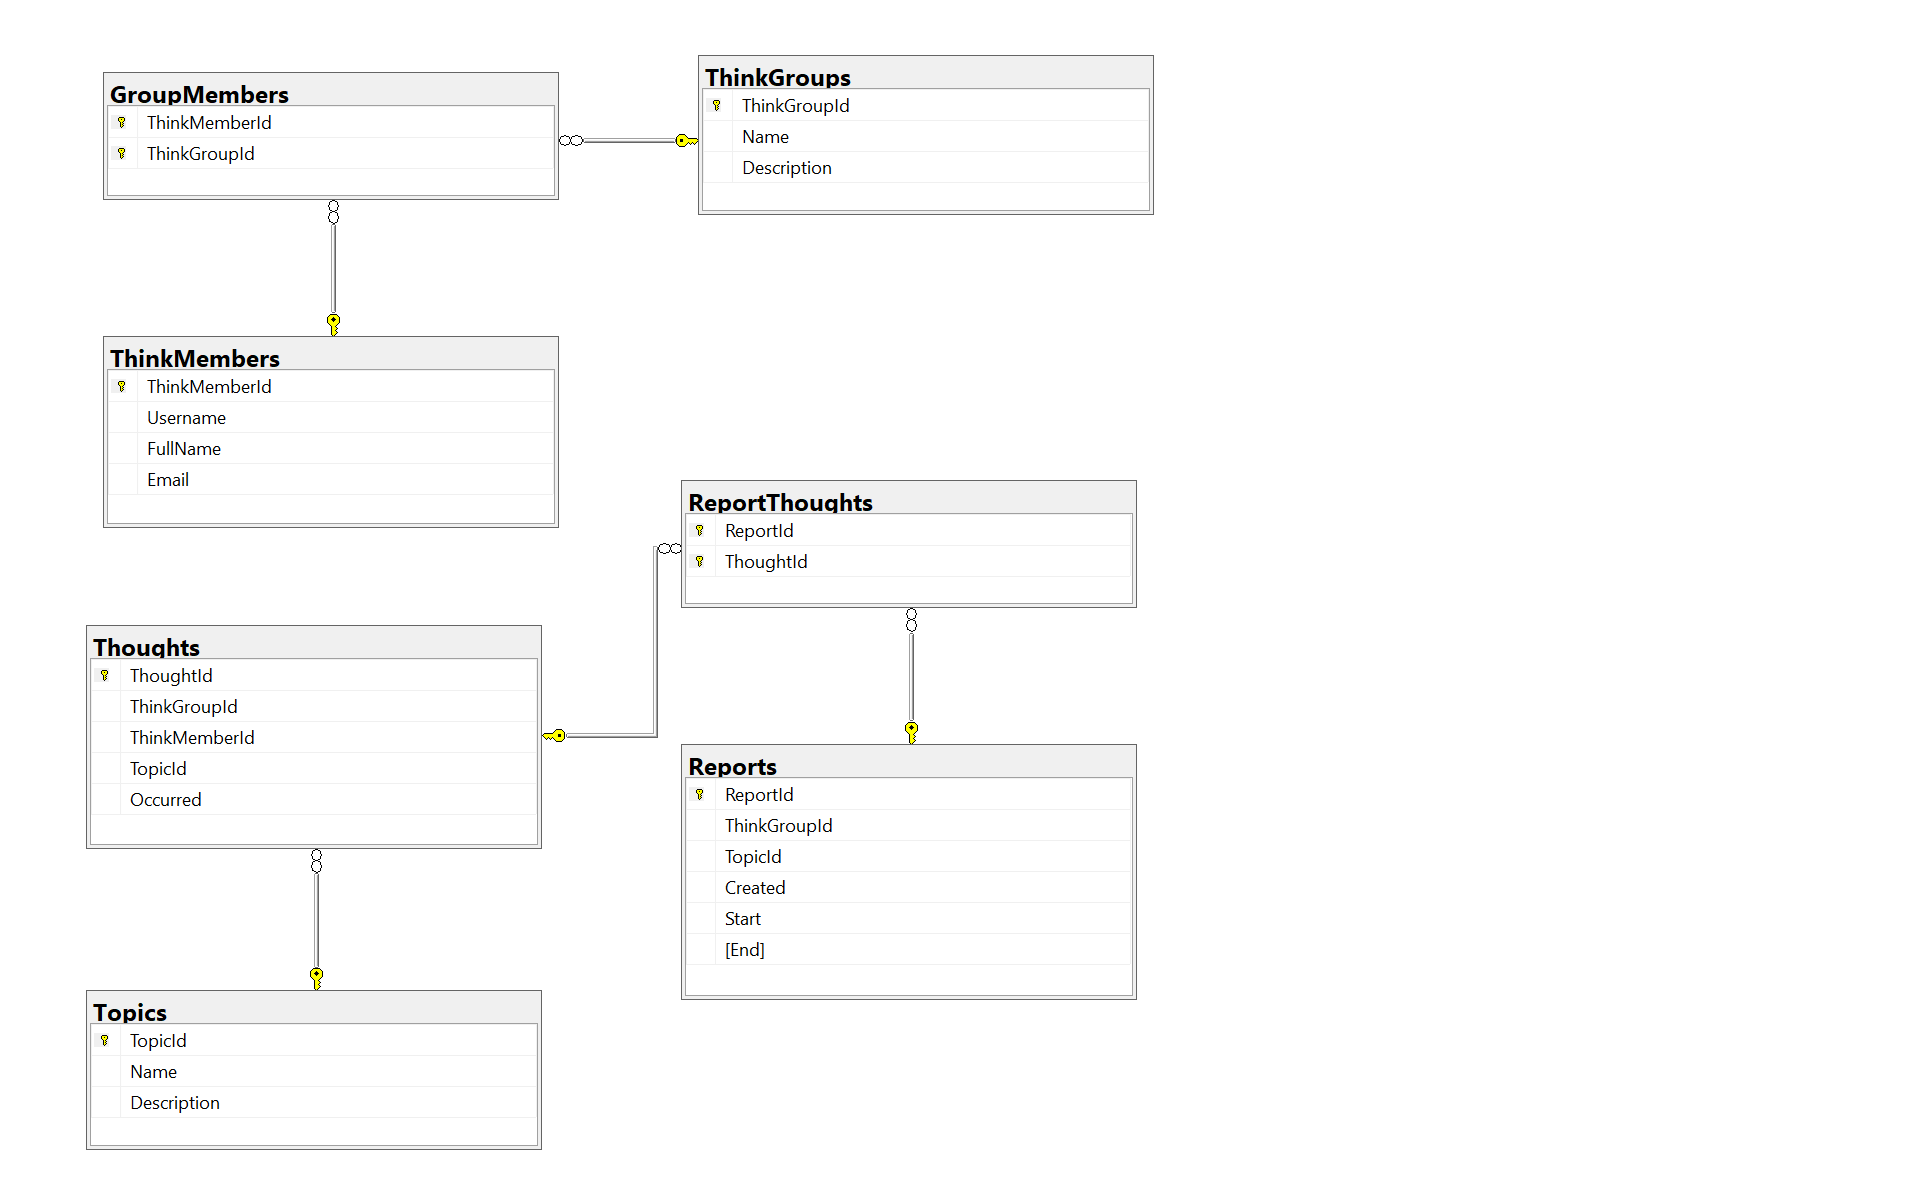 GroupMembers
ThinkMemberId
ThinkGroupId
ThinkGroups
ThinkGroupId
Name
Description
ThinkMembers
ThinkMemberId
Username
FullName
Email
ReportThoughts
ReportId
ThoughtId
Thoughts
ThoughtId
ThinkGroupId
ThinkMemberId
TopicId
Occurred
Reports
ReportId
ThinkGroupId
TopicId
Created
Start
[End]
Topics
TopicId
Name
Description